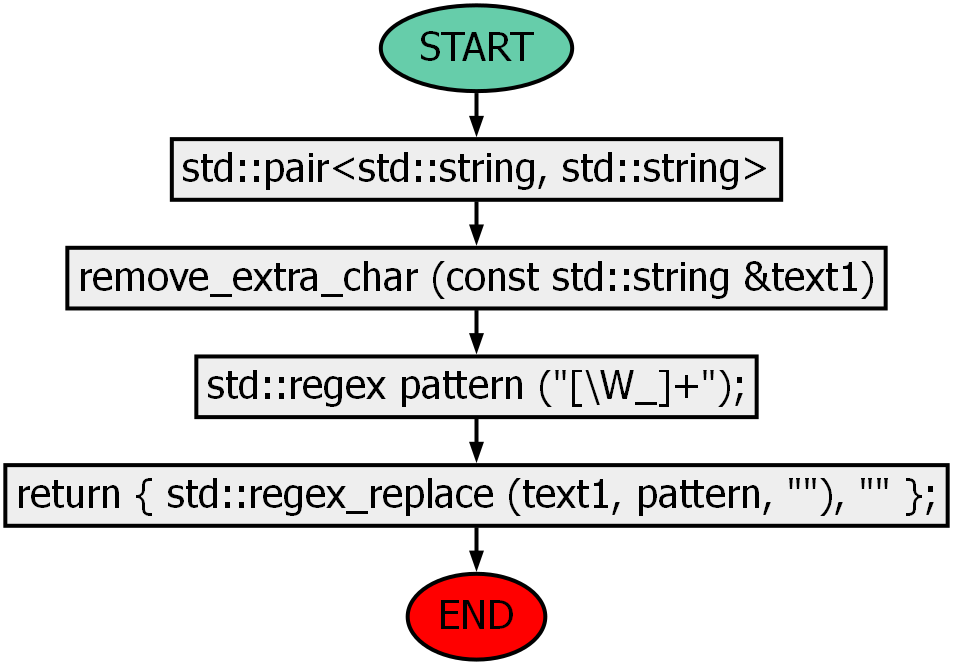 START
std::pair<std::string, std::string>
remove_extra_char (const std::string &text1)
std::regex pattern ("[\W_]+");
return { std::regex_replace (text1, pattern, ""), "" };
END